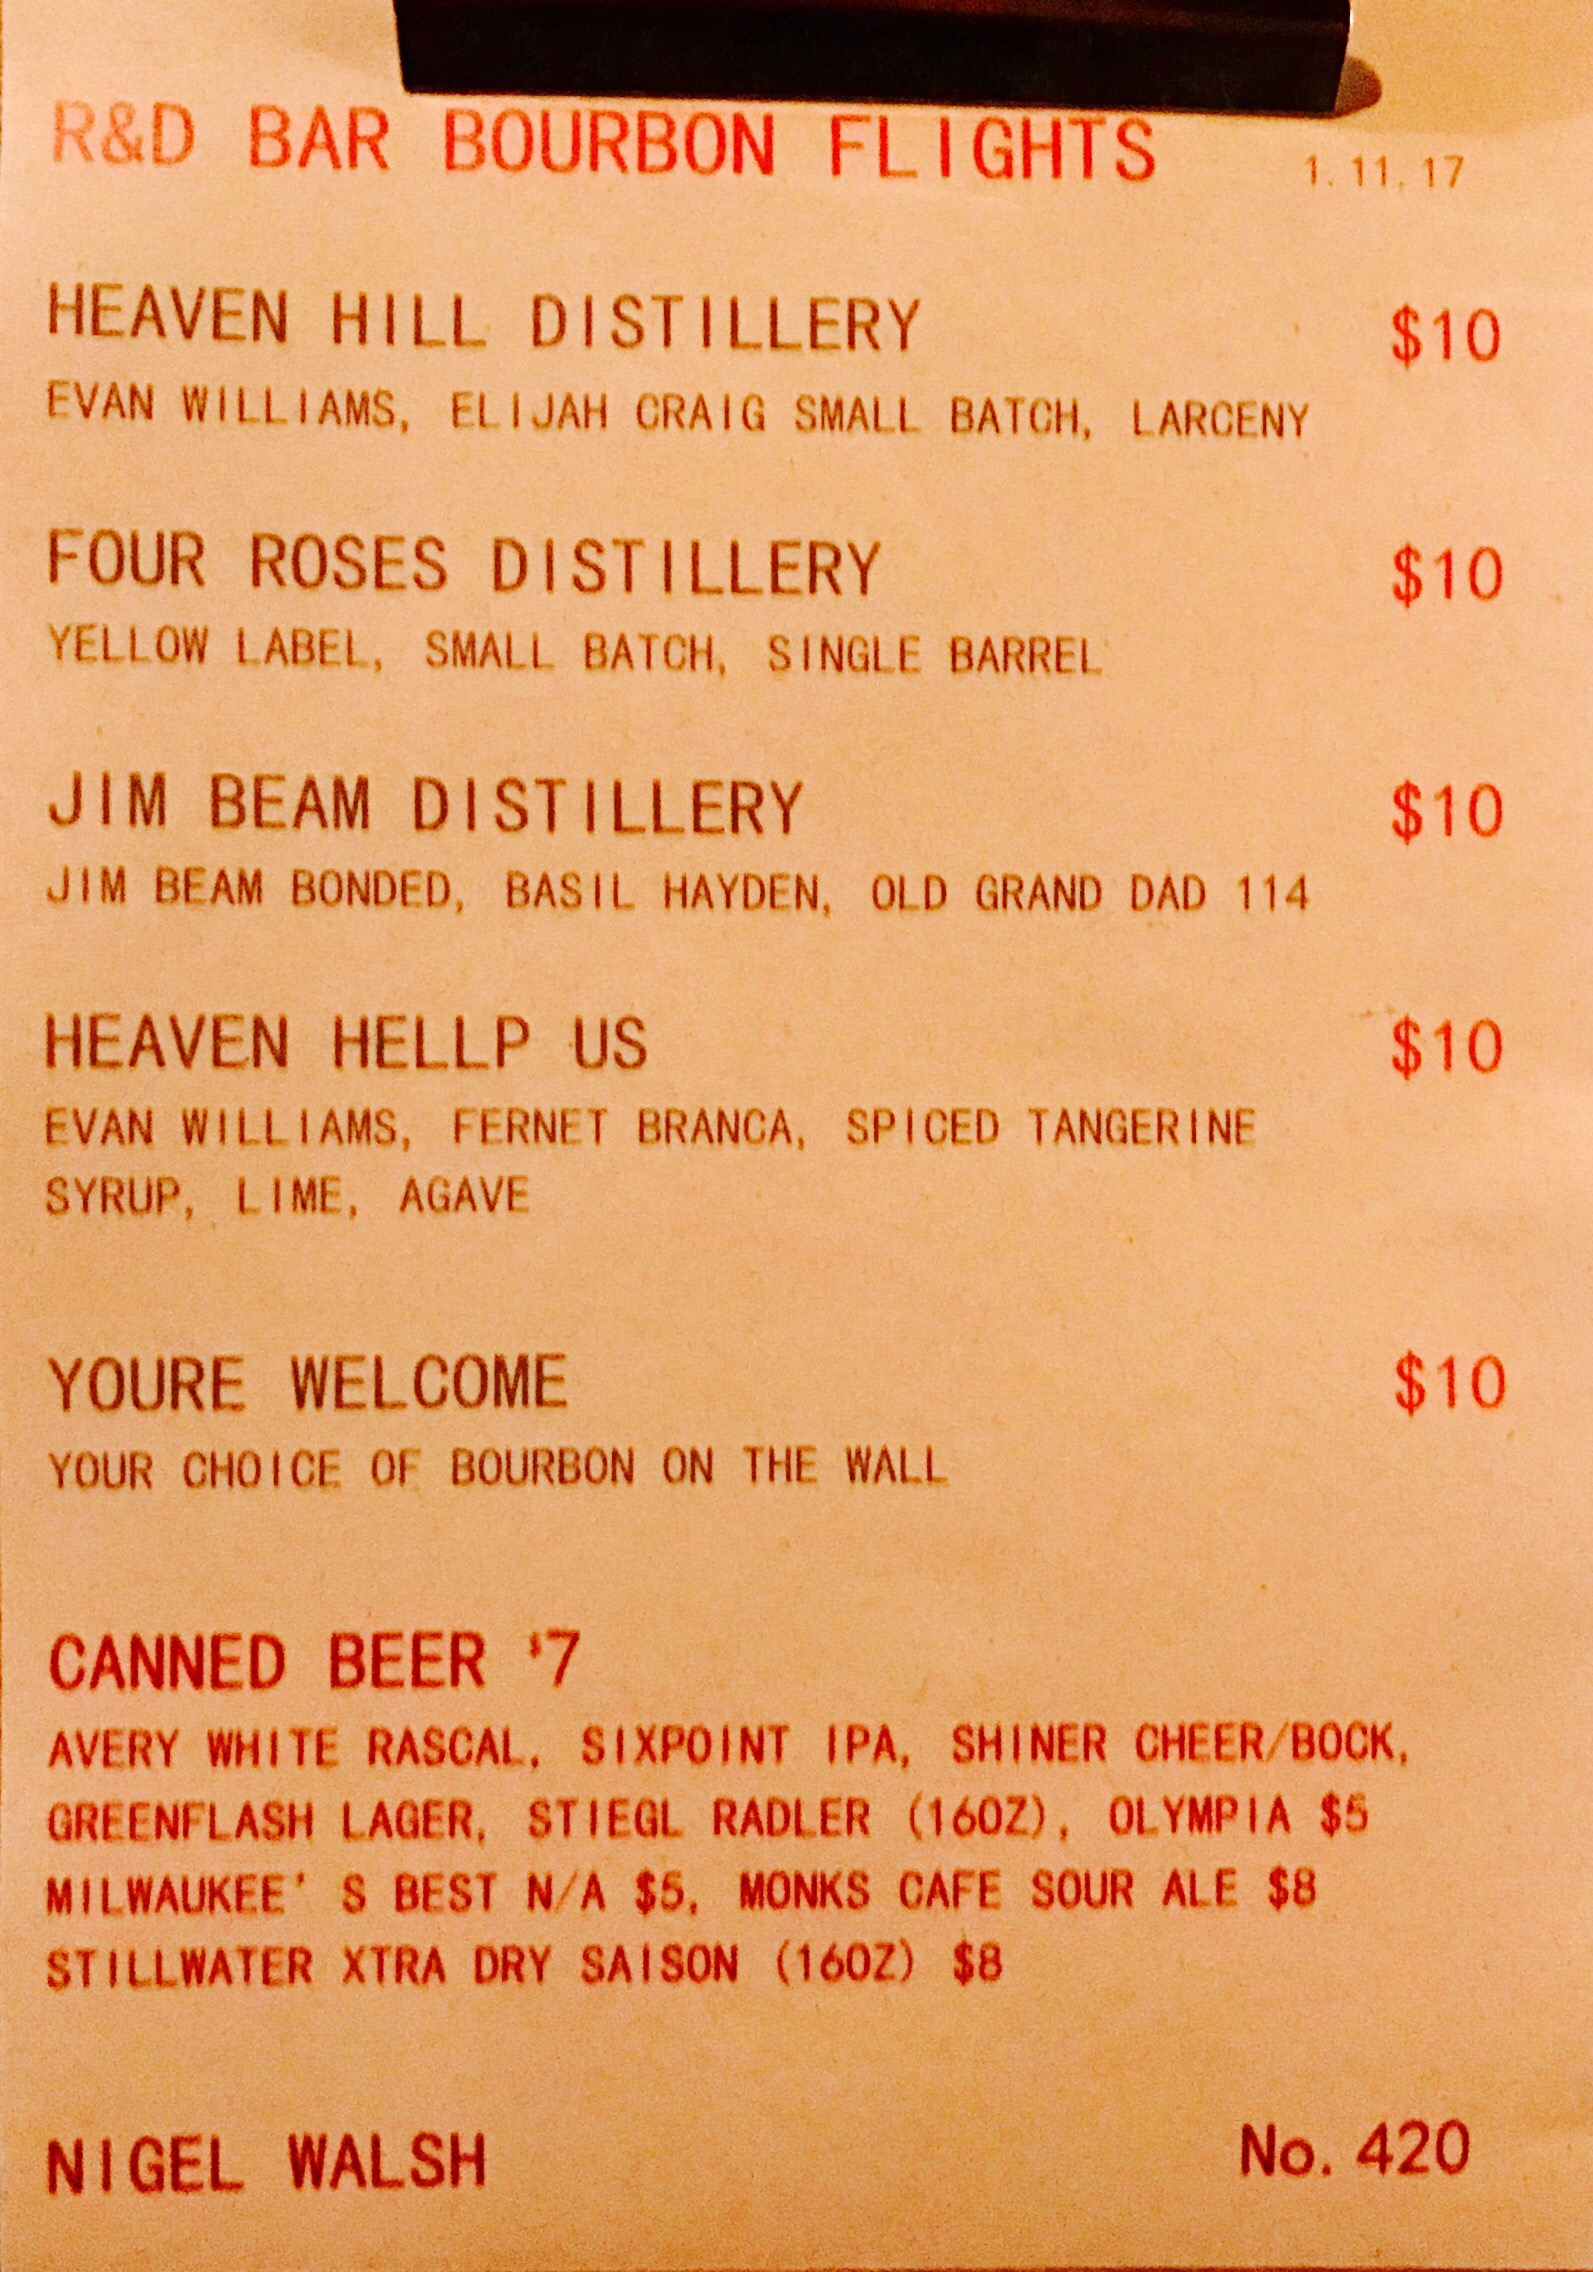 R&D BAR BOURBON FLIGHTS 1.11.17
HEAVEN HILL DISTILLERY $10
EVAN WILLIAMS, ELIJAH CRAIG SMALL BATCH, LARCENY
FOUR ROSES DISTILLERY $10
YELLOW LABEL, SMALL BATCH, SINGLE BARREL
JIM BEAM DISTILLERY $10
JIM BEAM BONDED, BASIL HAYDEN, OLD GRAND DAD 114
HEAVEN HELLP US $10
EVAN WILLIAMS, FERNET BRANCA, SPICED TANGERINE
SYRUP, LIME, AGAVE
YOURE WELCOME $10
YOUR CHOICE OF BOURBON ON THE WALL
CANNED BEER $7
AVERY WHITE RASCAL, SIXPOINT IPA, SHINER CHEER/BOCK,
GREENFLASH LAGER, STIEGL RADLER (16OZ), OLYMPIA $5
MILWAUKEE'S BEST N/A $5, MONKS CAFE SOUR ALE $8
STILLWATER XTRA DRY SAISON (16OZ) $8
NIGEL WALSH No. 420